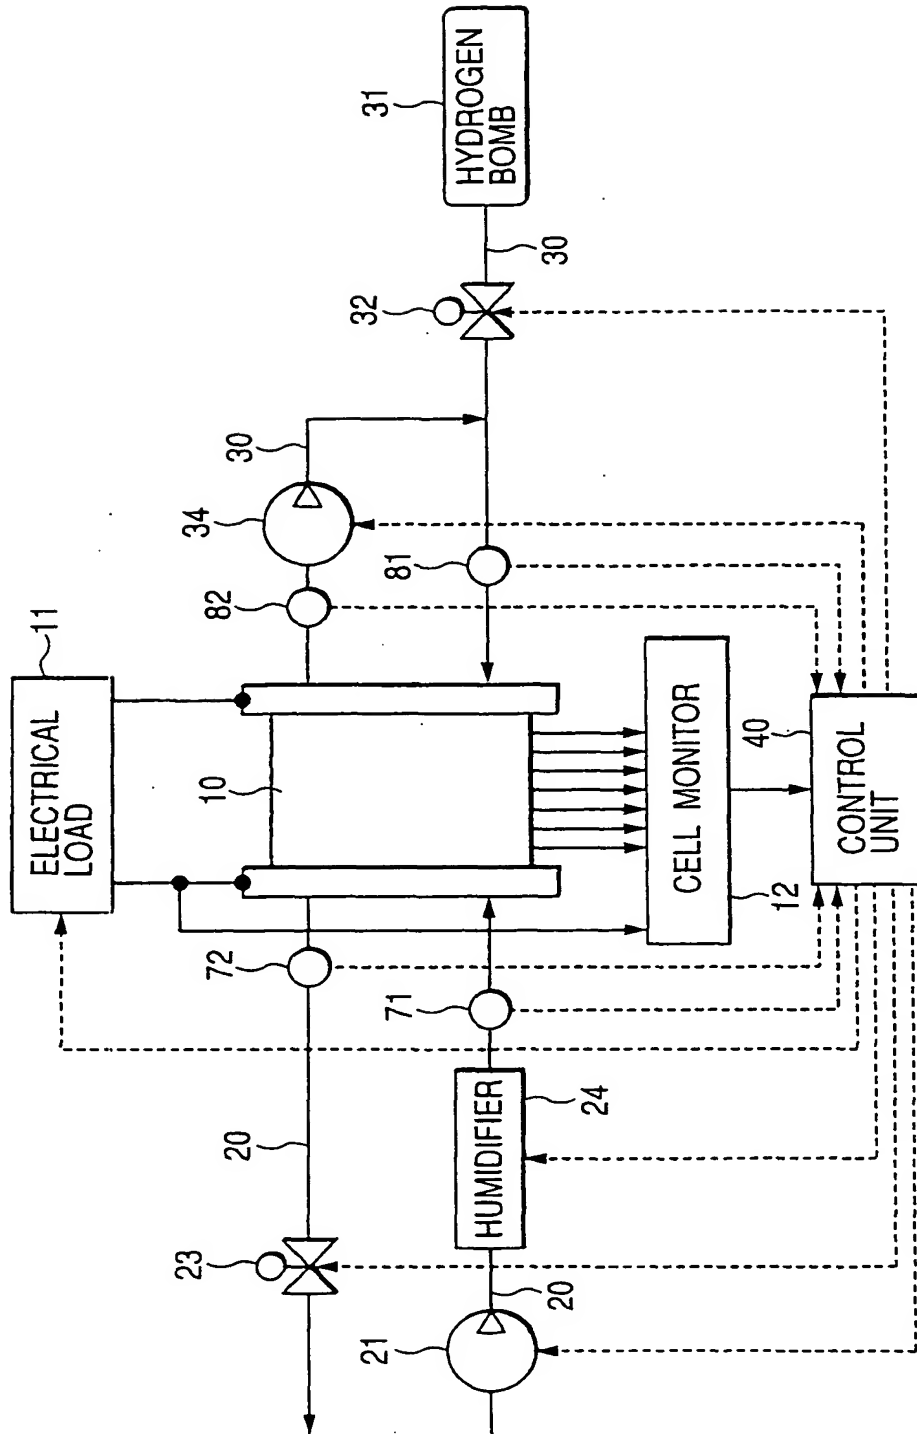 ELECTRICAL
LOAD
11
23
20
72
10
82
34
30
21
71
81
32
31
HUMIDIFIER
HYDROGEN
BOMB
20
24
30
CELL MONITOR
12
40
CONTROL
UNIT